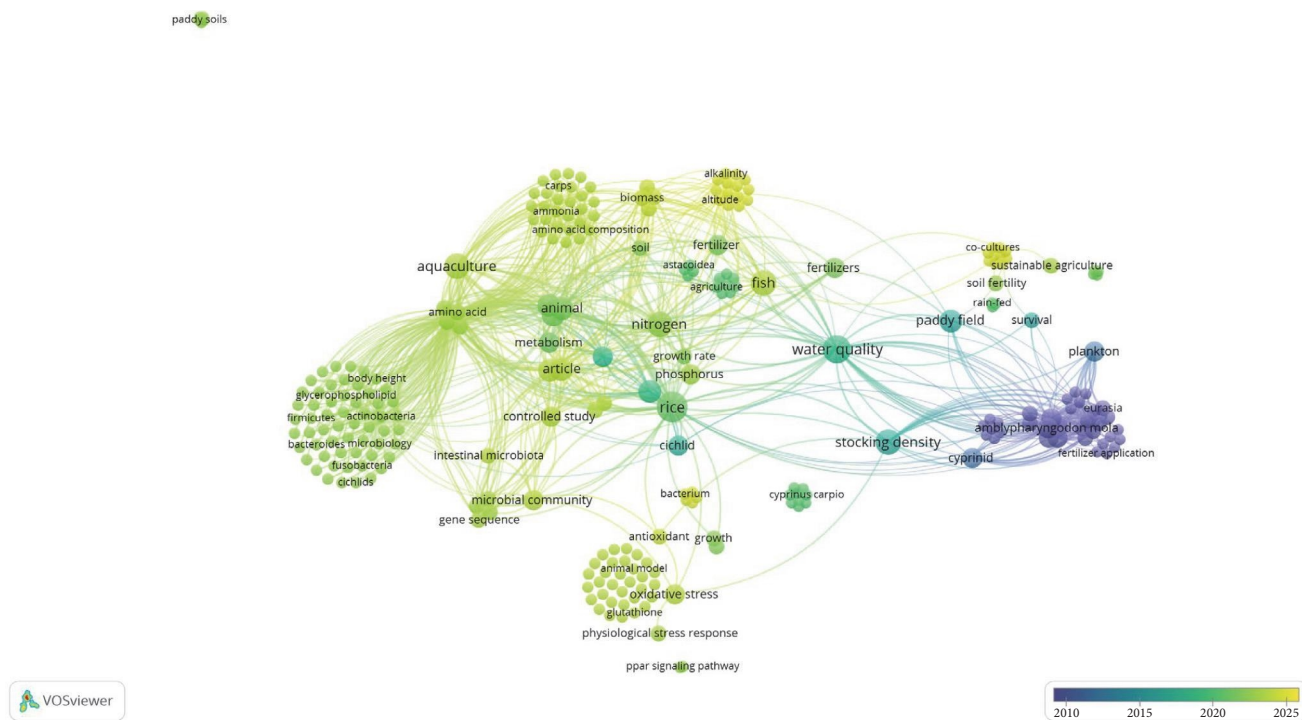 paddy soils
carps
ammonia
amino acid composition
biomass
alkalinity
altitude
soil
fertilizer
astacoidea
agriculture
aquaculture
amino acid
animal
metabolism
article
nitrogen
growth rate
phosphorus
fish
fertilizers
co-cultures
sustainable agriculture
soil fertility
rain-fed
paddy field
survival
plankton
water quality
rice
controlled study
cichlid
stocking density
eurasia
amblypharyngodon mola
fertilizer application
cyprinid
body height
glycerophospholipid
firmicutes
actinobacteria
bacteroides
microbiology
fusobacteria
cichlids
intestinal microbiota
microbial community
gene sequence
bacterium
cyprinus carpio
antioxidant
growth
animal model
oxidative stress
glutathione
physiological stress response
ppar signaling pathway
VOSviewer
2010 2015 2020 2025